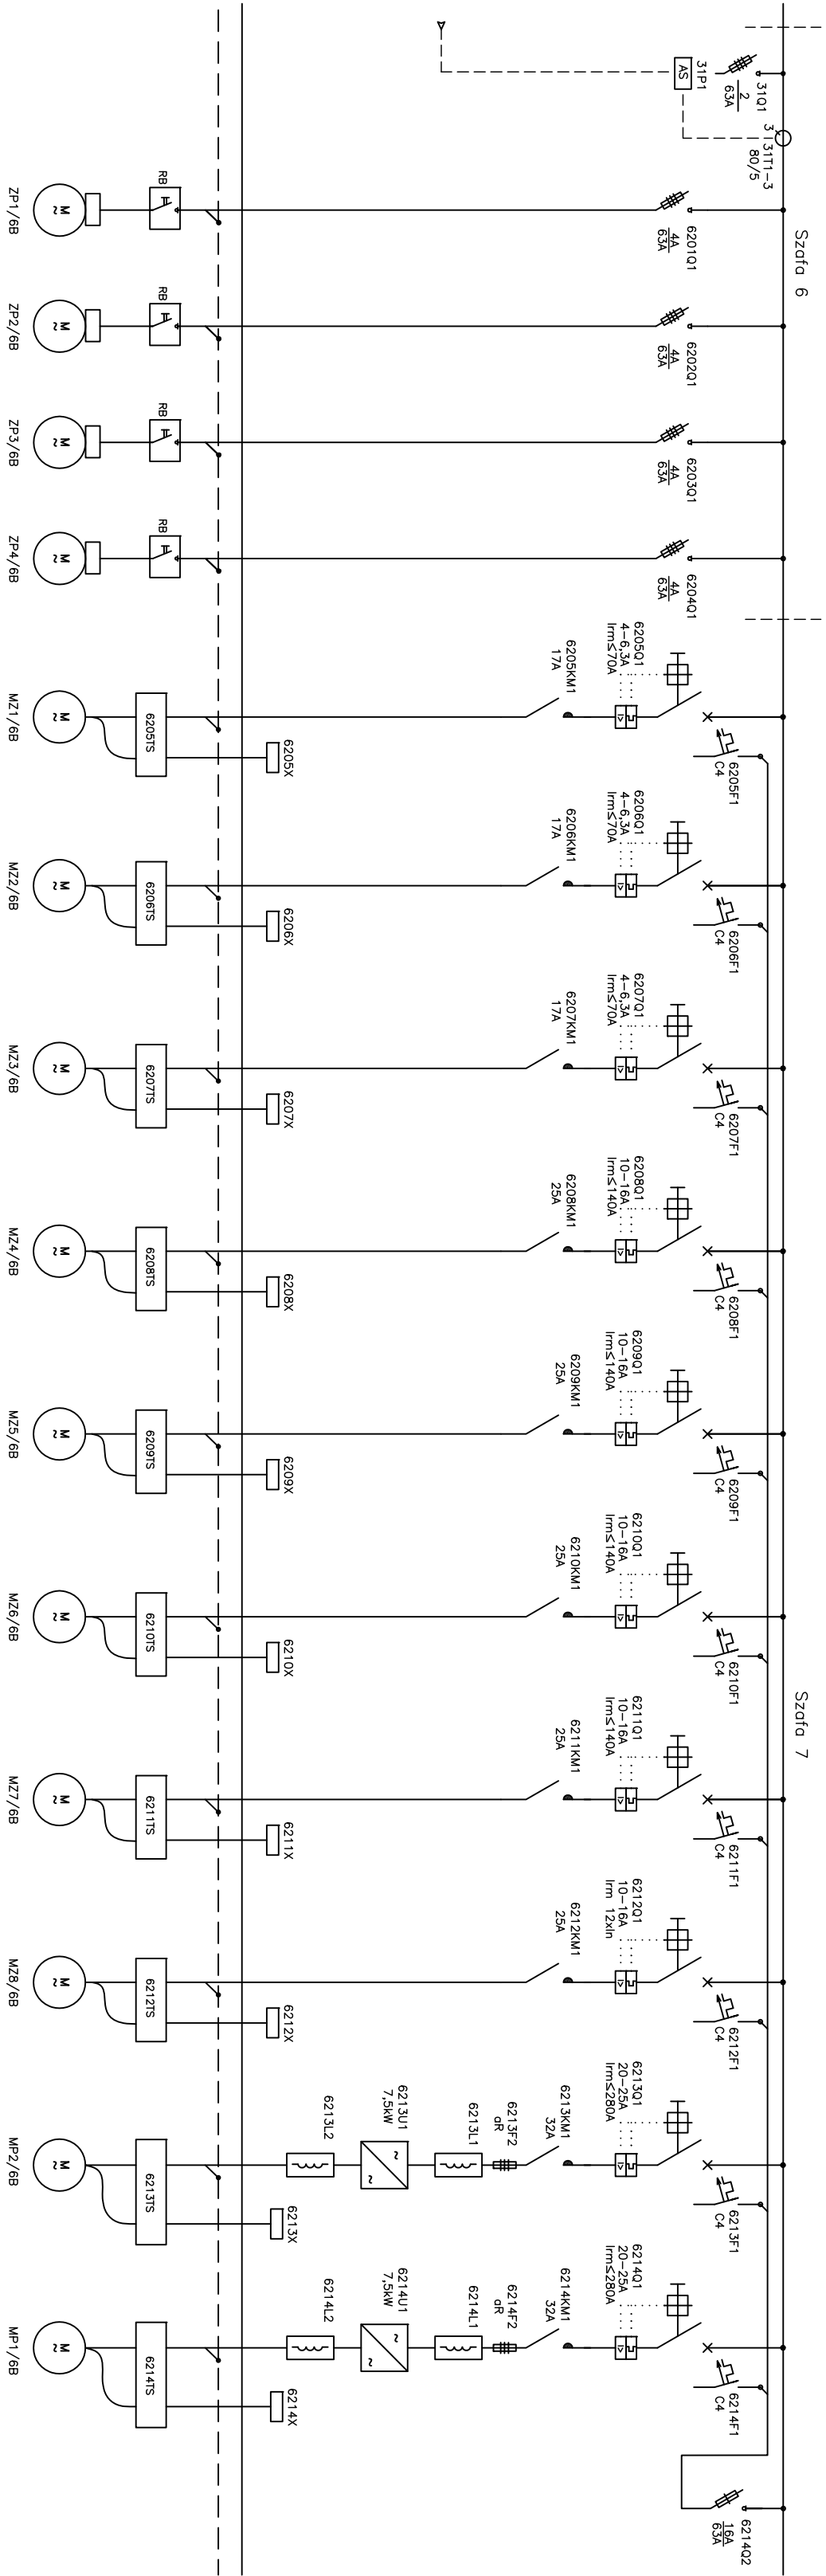 Szafa 6
Szafa 7
31Q1
2
63A
31P1
AS
3
31T1-3
80/5
6201Q1
4A
63A
RB
M
~
ZP1/6B
6202Q1
4A
63A
RB
M
~
ZP2/6B
6203Q1
4A
63A
RB
M
~
ZP3/6B
6204Q1
4A
63A
RB
M
~
ZP4/6B
6205Q1
4-6,3A
Irm≤70A
6205F1
C4
6205KM1
17A
6205X
6205TS
M
~
MZ1/6B
6206Q1
4-6,3A
Irm≤70A
6206F1
C4
6206KM1
17A
6206X
6206TS
M
~
MZ2/6B
6207Q1
4-6,3A
Irm≤70A
6207F1
C4
6207KM1
17A
6207X
6207TS
M
~
MZ3/6B
6208Q1
10-16A
Irm≤140A
6208F1
C4
6208KM1
25A
6208X
6208TS
M
~
MZ4/6B
6209Q1
10-16A
Irm≤140A
6209F1
C4
6209KM1
25A
6209X
6209TS
M
~
MZ5/6B
6210Q1
10-16A
Irm≤140A
6210F1
C4
6210KM1
25A
6210X
6210TS
M
~
MZ6/6B
6211Q1
10-16A
Irm≤140A
6211F1
C4
6211KM1
25A
6211X
6211TS
M
~
MZ7/6B
6212Q1
10-16A
Irm 12xIn
6212F1
C4
6212KM1
25A
6212X
6212TS
M
~
MZ8/6B
6213Q1
20-25A
Irm≤280A
6213F1
C4
6213KM1
32A
6213F2
aR
6213L1
6213U1
7,5kW
~
~
6213L2
6213X
6213TS
M
~
MP2/6B
6214Q1
20-25A
Irm≤280A
6214F1
C4
6214KM1
32A
6214F2
aR
6214L1
6214U1
7,5kW
~
~
6214L2
6214X
6214TS
M
~
MP1/6B
6214Q2
16A
63A